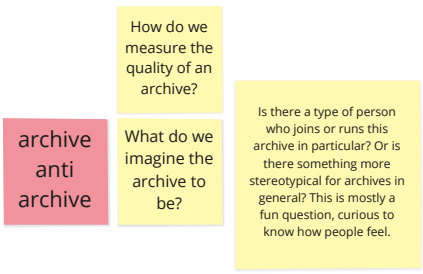 How do we
measure the
quality of an
archive?
archive
anti
archive
What do we
imagine the
archive to
be?
Is there a type of person
who joins or runs this
archive in particular? Or is
there something more
stereotypical for archives in
general? This is mostly a
fun question, curious to
know how people feel.